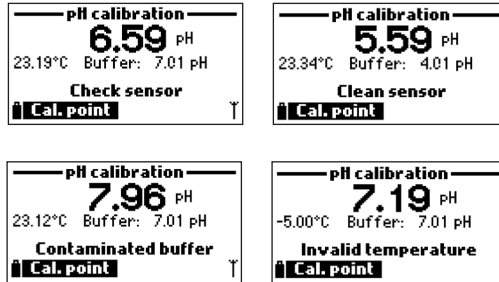 pH calibration
6.59 pH
23.19°C Buffer: 7.01 pH
Check sensor
Cal. point
pH calibration
5.59 pH
23.34°C Buffer: 4.01 pH
Clean sensor
Cal. point
pH calibration
7.96 pH
23.12°C Buffer: 7.01 pH
Contaminated buffer
Cal. point
pH calibration
7.19 pH
-5.00°C Buffer: 7.01 pH
Invalid temperature
Cal. point